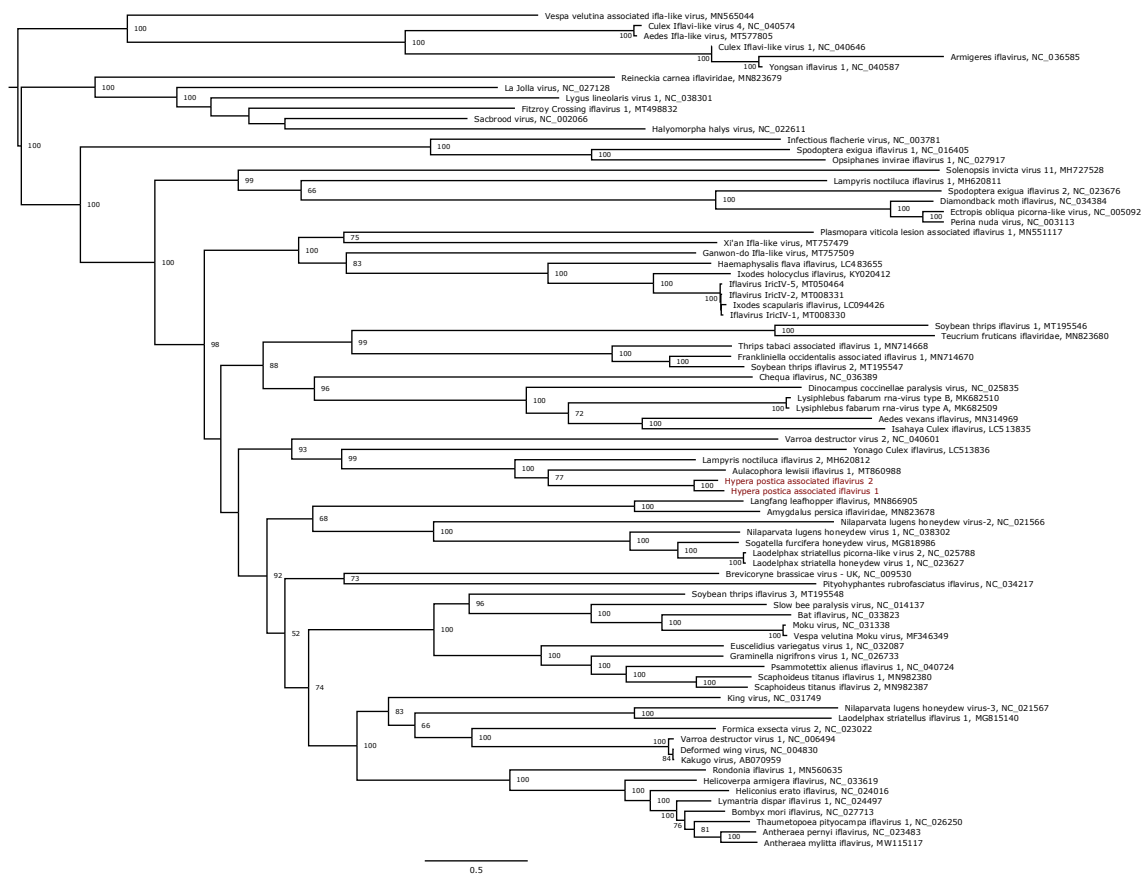 Vespa velutina associated ifla-like virus, MN565044
Culex Iflavi-like virus 4, NC_040574
100
Aedes Ifla-like virus, MT577805
100
100
Culex Iflavi-like virus 1, NC_040646
100
Armigeres iflavirus, NC_036585
100
Yongsan iflavirus 1, NC_040587
Reineckia carnea iflaviridae, MN823679
100
La Jolla virus, NC_027128
100
Lygus lineolaris virus 1, NC_038301
Fitzroy Crossing iflavirus 1, MT498832
Sacbrood virus, NC_002066
Halyomorpha halys virus, NC_022611
100
Infectious flacherie virus, NC_003781
100
Spodoptera exigua iflavirus 1, NC_016405
100
Opsiphanes invirae iflavirus 1, NC_027917
Solenopsis invicta virus 11, MH727528
99
Lampyris noctiluca iflavirus 1, MH620811
66
Spodoptera exigua iflavirus 2, NC_023676
100
Diamondback moth iflavirus, NC_034384
100
100
Ectropis obliqua picorna-like virus, NC_005092
100
Perina nuda virus, NC_003113
Plasmopara viticola lesion associated iflavirus 1, MN551117
75
Xi'an Ifla-like virus, MT757479
100
Ganwon-do Ifla-like virus, MT757509
83
100
Haemaphysalis flava iflavirus, LC483655
100
Ixodes holocyclus iflavirus, KY020412
100
Iflavirus IricIV-5, MT050464
Iflavirus IricIV-2, MT008331
100
Ixodes scapularis iflavirus, LC094426
Iflavirus IricIV-1, MT008330
Soybean thrips iflavirus 1, MT195546
100
Teucrium fruticans iflaviridae, MN823680
98
99
Thrips tabaci associated iflavirus 1, MN714668
100
Frankliniella occidentalis associated iflavirus 1, MN714670
100
Soybean thrips iflavirus 2, MT195547
88
Chequa iflavirus, NC_036389
96
Dinocampus coccinellae paralysis virus, NC_025835
100
Lysiphlebus fabarum rna-virus type B, MK682510
100
Lysiphlebus fabarum rna-virus type A, MK682509
72
Aedes vexans iflavirus, MN314969
100
Isahaya Culex iflavirus, LC513835
Varroa destructor virus 2, NC_040601
93
Yonago Culex iflavirus, LC513836
99
Lampyris noctiluca iflavirus 2, MH620812
100
Aulacophora lewisii iflavirus 1, MT860988
77
Hypera postica associated iflavirus 2
100
Hypera postica associated iflavirus 1
Langfang leafhopper iflavirus, MN866905
100
Amygdalus persica iflaviridae, MN823678
68
Nilaparvata lugens honeydew virus-2, NC_021566
100
Nilaparvata lugens honeydew virus 1, NC_038302
100
Sogatella furcifera honeydew virus, MG818986
100
Laodelphax striatellus picorna-like virus 2, NC_025788
100
Laodelphax striatella honeydew virus 1, NC_023627
92
Brevicoryne brassicae virus - UK, NC_009530
73
Pityohyphantes rubrofasciatus iflavirus, NC_034217
Soybean thrips iflavirus 3, MT195548
96
Slow bee paralysis virus, NC_014137
100
Bat iflavirus, NC_033823
100
Moku virus, NC_031338
100
Vespa velutina Moku virus, MF346349
52
100
Euscelidius variegatus virus 1, NC_032087
100
Graminella nigrifrons virus 1, NC_026733
100
Psammotettix alienus iflavirus 1, NC_040724
100
Scaphoideus titanus iflavirus 1, MN982380
100
Scaphoideus titanus iflavirus 2, MN982387
74
King virus, NC_031749
83
Nilaparvata lugens honeydew virus-3, NC_021567
100
Laodelphax striatellus iflavirus 1, MG815140
66
Formica exsecta virus 2, NC_023022
100
Varroa destructor virus 1, NC_006494
100
Deformed wing virus, NC_004830
84
Kakugo virus, AB070959
100
Rondonia iflavirus 1, MN560635
100
Helicoverpa armigera iflavirus, NC_033619
100
Heliconius erato iflavirus, NC_024016
100
Lymantria dispar iflavirus 1, NC_024497
100
Bombyx mori iflavirus, NC_027713
76
Thaumetopoea pityocampa iflavirus 1, NC_026250
81
Antheraea pernyi iflavirus, NC_023483
100
Antheraea mylitta iflavirus, MW115117
0.5